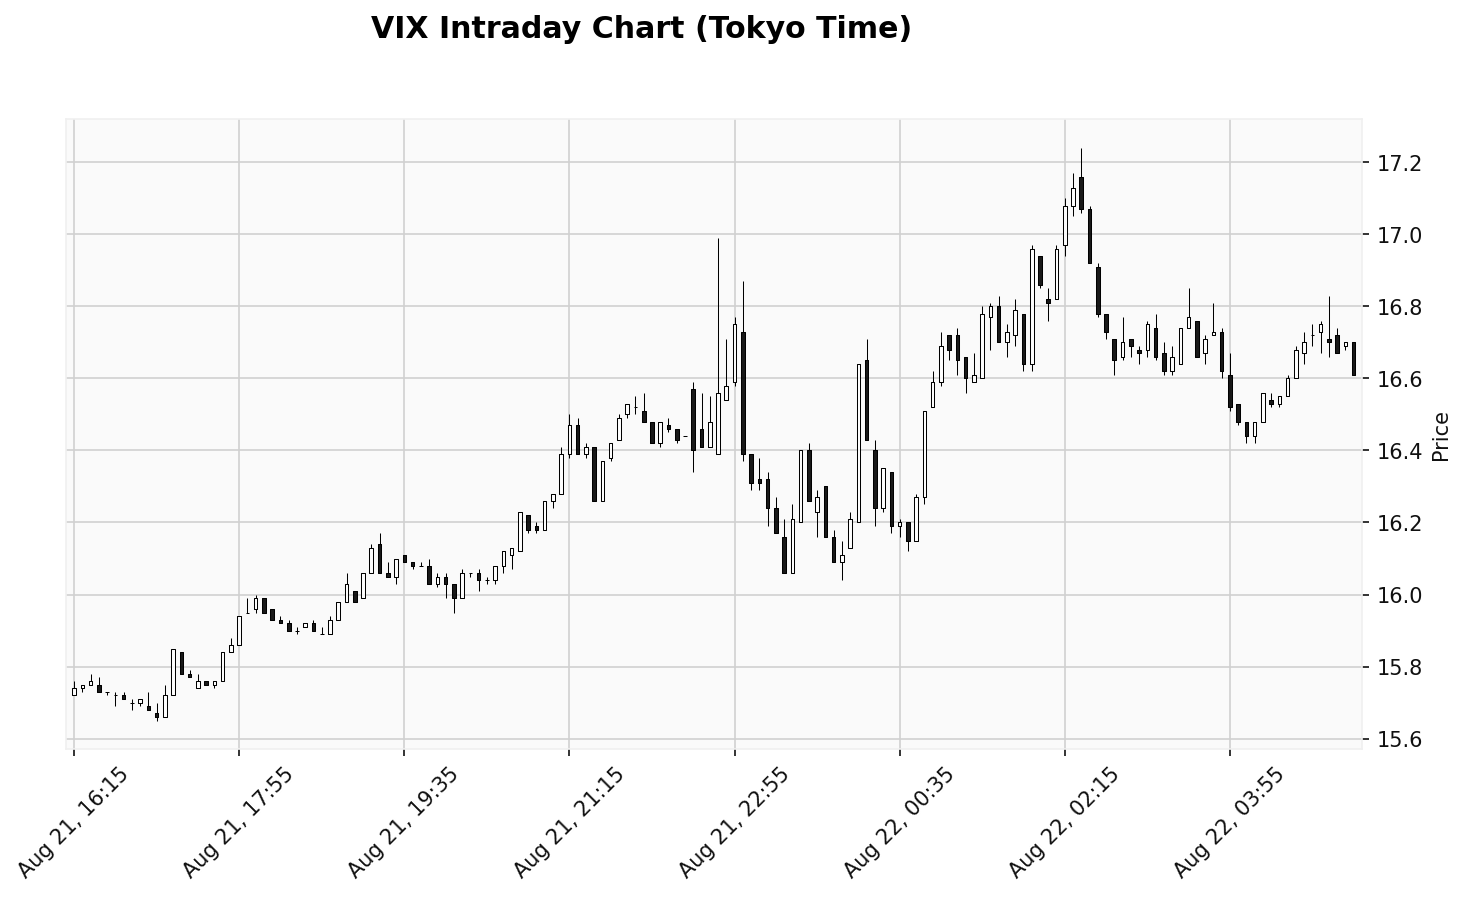 VIX Intraday Chart (Tokyo Time)
17.2
17.0
16.8
16.6
16.4
16.2
16.0
15.8
15.6
Price
Aug 21, 16:15
Aug 21, 17:55
Aug 21, 19:35
Aug 21, 21:15
Aug 21, 22:55
Aug 22, 00:35
Aug 22, 02:15
Aug 22, 03:55